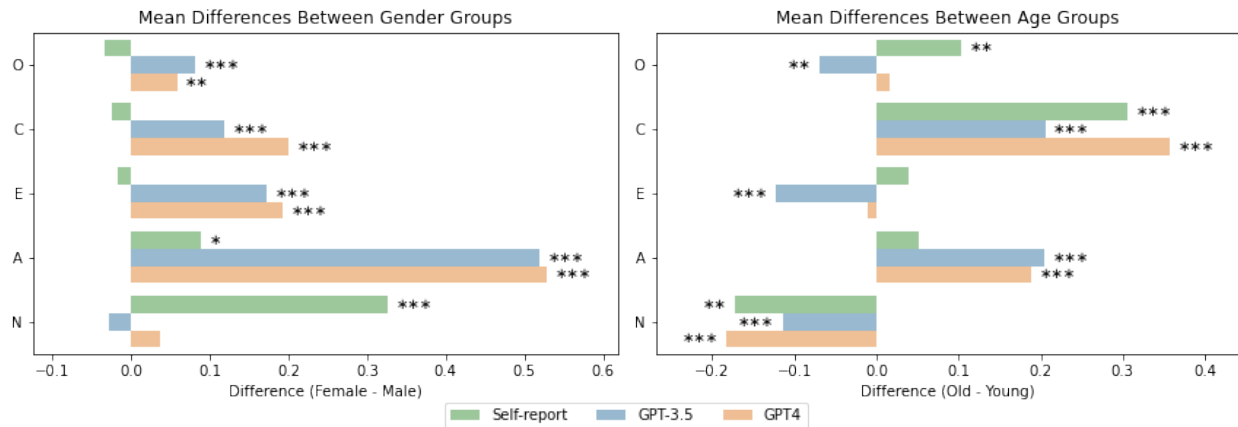 Mean Differences Between Gender Groups
O
***
**
C
***
***
E
***
***
A
*
***
***
N
***
−0.1 0.0 0.1 0.2 0.3 0.4 0.5 0.6
Difference (Female - Male)
Mean Differences Between Age Groups
O
**
**
C
***
***
***
E
***
A
***
***
N
**
***
***
−0.2 −0.1 0.0 0.1 0.2 0.3 0.4
Difference (Old - Young)
Self-report GPT-3.5 GPT4